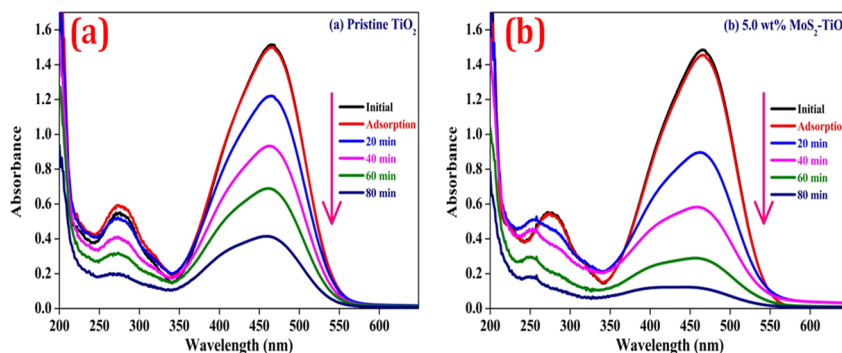 (a)
(a) Pristine TiO2
Absorbance
1.6
1.4
1.2
1.0
0.8
0.6
0.4
0.2
0.0
Initial
Adsorption
20 min
40 min
60 min
80 min
200 250 300 350 400 450 500 550 600
Wavelength (nm)
(b)
(b) 5.0 wt% MoS2-TiO
Absorbance
1.6
1.4
1.2
1.0
0.8
0.6
0.4
0.2
0.0
Initial
Adsorption
20 min
40 min
60 min
80 min
200 250 300 350 400 450 500 550 600
Wavelength (nm)